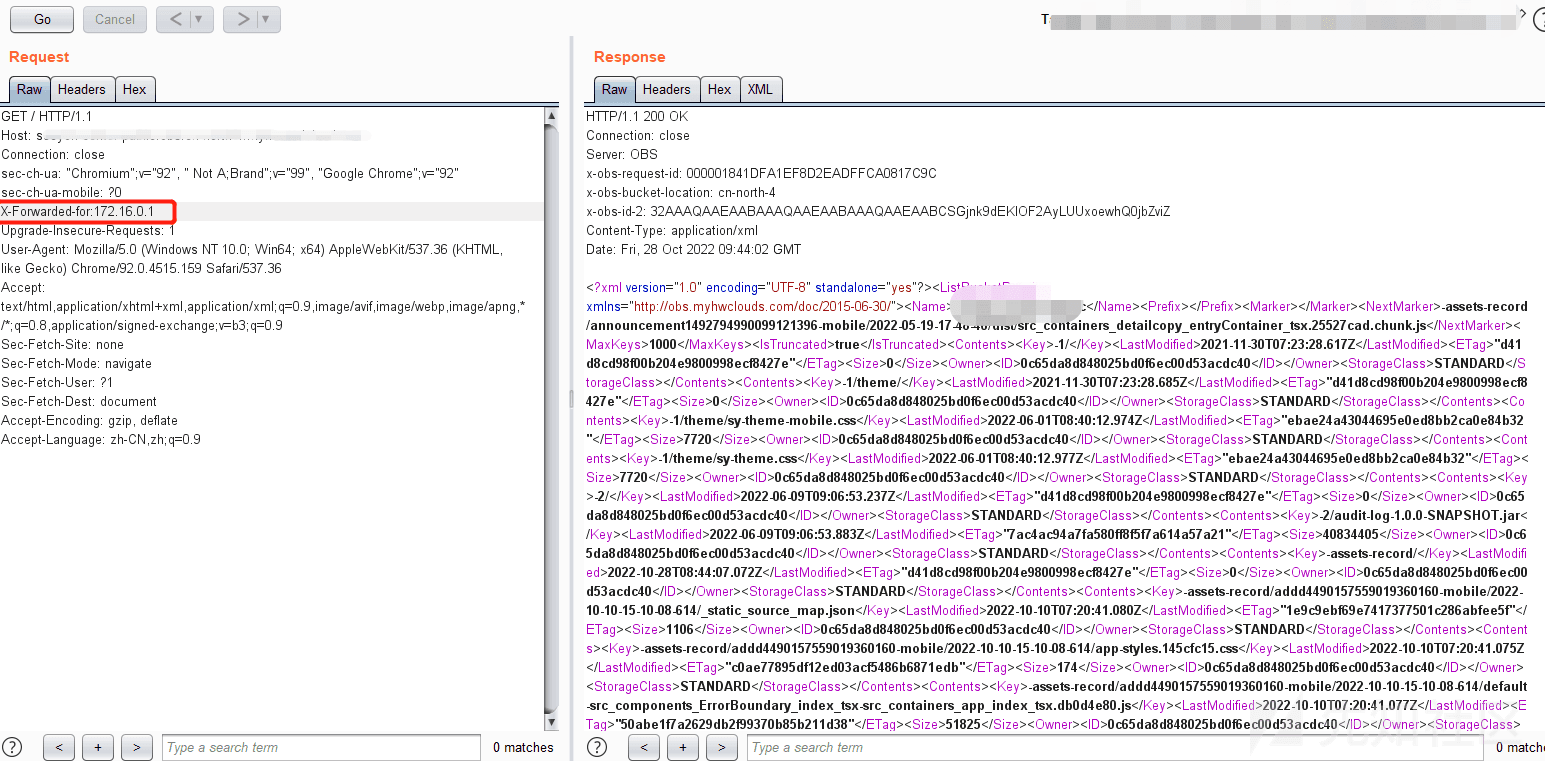 Go
Cancel
<
>
T
?
Request
Response
Raw
Headers
Hex
Raw
Headers
Hex
XML
GET / HTTP/1.1
Host:
Connection: close
sec-ch-ua: "Chromium";v="92", " Not A;Brand";v="99", "Google Chrome";v="92"
sec-ch-ua-mobile: ?0
X-Forwarded-for:172.16.0.1
Upgrade-Insecure-Requests: 1
User-Agent: Mozilla/5.0 (Windows NT 10.0; Win64; x64) AppleWebKit/537.36 (KHTML,
like Gecko) Chrome/92.0.4515.159 Safari/537.36
Accept:
text/html,application/xhtml+xml,application/xml;q=0.9,image/avif,image/webp,image/apng,*
/*;q=0.8,application/signed-exchange;v=b3;q=0.9
Sec-Fetch-Site: none
Sec-Fetch-Mode: navigate
Sec-Fetch-User: ?1
Sec-Fetch-Dest: document
Accept-Encoding: gzip, deflate
Accept-Language: zh-CN,zh;q=0.9
HTTP/1.1 200 OK
Connection: close
Server: OBS
x-obs-request-id: 000001841DFA1EF8D2EADFFCA0817C9C
x-obs-bucket-location: cn-north-4
x-obs-id-2: 32AAAQAAEAABAAAQAAEAABAAAQAAEAABCSGjnk9dEKIOF2AyLUUxoewhQ0jbZviZ
Content-Type: application/xml
Date: Fri, 28 Oct 2022 09:44:02 GMT
<?xml version="1.0" encoding="UTF-8" standalone="yes"?><
xmlns="http://obs.myhwclouds.com/doc/2015-06-30/"><Name>c</Name><Prefix></Prefix><Marker></Marker><NextMarker>-assets-record
/announcement1492794990099121396-mobile/2022-05-19-17-48-40/dist/src_containers_detailcopy_entryContainer_tsx.25527cad.chunk.js</NextMarker><
MaxKeys>1000</MaxKeys><IsTruncated>true</IsTruncated><Contents><Key>-1/</Key><LastModified>2021-11-30T07:23:28.617Z</LastModified><ETag>"d41
d8cd98f00b204e9800998ecf8427e"</ETag><Size>0</Size><Owner><ID>0c65da8d848025bd0f6ec00d53acdc40</ID></Owner><StorageClass>STANDARD</S
torageClass></Contents><Contents><Key>-1/theme/</Key><LastModified>2021-11-30T07:23:28.685Z</LastModified><ETag>"d41d8cd98f00b204e9800998ecf8
427e"</ETag><Size>0</Size><Owner><ID>0c65da8d848025bd0f6ec00d53acdc40</ID></Owner><StorageClass>STANDARD</StorageClass></Contents><Co
ntents><Key>-1/theme/sy-theme-mobile.css</Key><LastModified>2022-06-01T08:40:12.974Z</LastModified><ETag>"ebae24a43044695e0ed8bb2ca0e84b32
"</ETag><Size>7720</Size><Owner><ID>0c65da8d848025bd0f6ec00d53acdc40</ID></Owner><StorageClass>STANDARD</StorageClass></Contents><Cont
ents><Key>-1/theme/sy-theme.css</Key><LastModified>2022-06-01T08:40:12.977Z</LastModified><ETag>"ebae24a43044695e0ed8bb2ca0e84b32"</ETag><
Size>7720</Size><Owner><ID>0c65da8d848025bd0f6ec00d53acdc40</ID></Owner><StorageClass>STANDARD</StorageClass></Contents><Contents><Key
>-2/</Key><LastModified>2022-06-09T09:06:53.237Z</LastModified><ETag>"d41d8cd98f00b204e9800998ecf8427e"</ETag><Size>0</Size><Owner><ID>0c65
da8d848025bd0f6ec00d53acdc40</ID></Owner><StorageClass>STANDARD</StorageClass></Contents><Contents><Key>-2/audit-log-1.0.0-SNAPSHOT.jar<
/Key><LastModified>2022-06-09T09:06:53.883Z</LastModified><ETag>"7ac4ac94a7fa580ff8f5f7a614a57a21"</ETag><Size>40834405</Size><Owner><ID>0c6
5da8d848025bd0f6ec00d53acdc40</ID></Owner><StorageClass>STANDARD</StorageClass></Contents><Contents><Key>-assets-record/</Key><LastModifi
ed>2022-10-28T08:44:07.072Z</LastModified><ETag>"d41d8cd98f00b204e9800998ecf8427e"</ETag><Size>0</Size><Owner><ID>0c65da8d848025bd0f6ec00
d53acdc40</ID></Owner><StorageClass>STANDARD</StorageClass></Contents><Contents><Key>-assets-record/addd4490157559019360160-mobile/2022-
10-10-15-10-08-614/_static_source_map.json</Key><LastModified>2022-10-10T07:20:41.080Z</LastModified><ETag>"1e9c9ebf69e7417377501c286abfee5f"</
ETag><Size>1106</Size><Owner><ID>0c65da8d848025bd0f6ec00d53acdc40</ID></Owner><StorageClass>STANDARD</StorageClass></Contents><Content
s><Key>-assets-record/addd4490157559019360160-mobile/2022-10-10-15-10-08-614/app-styles.145cfc15.css</Key><LastModified>2022-10-10T07:20:41.075Z
</LastModified><ETag>"c0ae77895df12ed03acf5486b6871edb"</ETag><Size>174</Size><Owner><ID>0c65da8d848025bd0f6ec00d53acdc40</ID></Owner>
<StorageClass>STANDARD</StorageClass></Contents><Contents><Key>-assets-record/addd4490157559019360160-mobile/2022-10-10-15-10-08-614/default
-src_components_ErrorBoundary_index_tsx-src_containers_app_index_tsx.db0d4e80.js</Key><LastModified>2022-10-10T07:20:41.077Z</LastModified><E
Tag>"50abe1f7a2629db2f99370b85b211d38"</ETag><Size>51825</Size><Owner><ID>0c65da8d848025bd0f6ec00d53acdc40</ID></Owner><StorageClass>
?
<
+
>
Type a search term
0 matches
?
<
+
>
Type a search term
0 matche